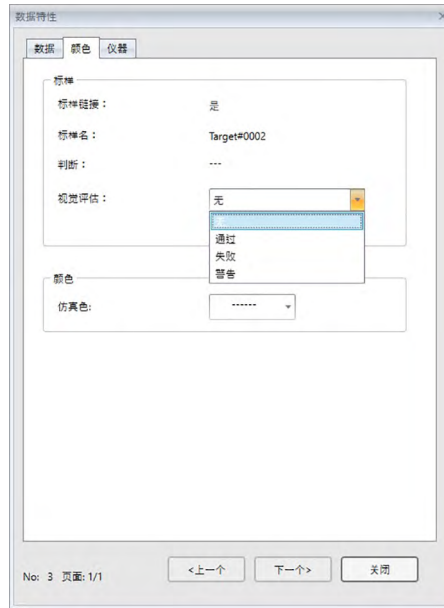 数据特性
数据 颜色 仪器
标样
标样链接： 是
标样名： Target#0002
判断： ---
视觉评估： 无
通过
失败
警告
颜色
仿真色: ------
No: 3 页面: 1/1
<上一个 下一个> 关闭